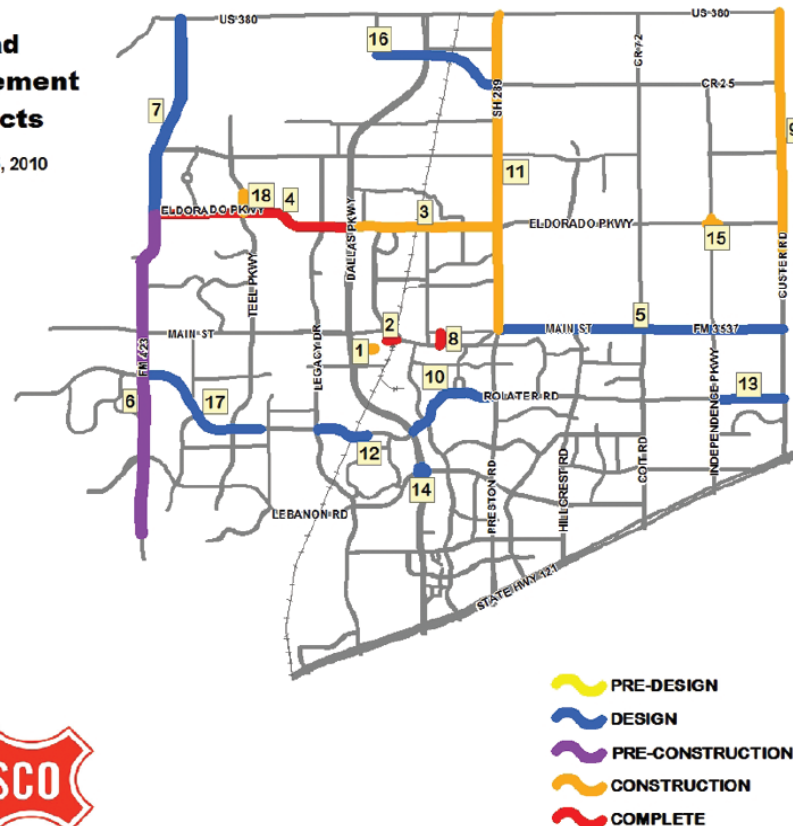 ad
ement
cts
, 2010
US 380
US 380
16
CR 72
CR 25
7
SH 289
9
11
18
4
3
ELDORADO PKWY
ELDORADO PKWY
15
DALLAS PKWY
TEEL PKWY
CUSTER RD
MAIN ST
2
1
8
5
MAIN ST
FM 3537
LEGACY DR
FM 423
10
13
6
17
ROLATER RD
INDEPENDENCE PKWY
12
14
PRESTON RD
HILLCREST RD
COIT RD
LEBANON RD
STATE HWY 121
PRE-DESIGN
DESIGN
PRE-CONSTRUCTION
CONSTRUCTION
COMPLETE
SCO